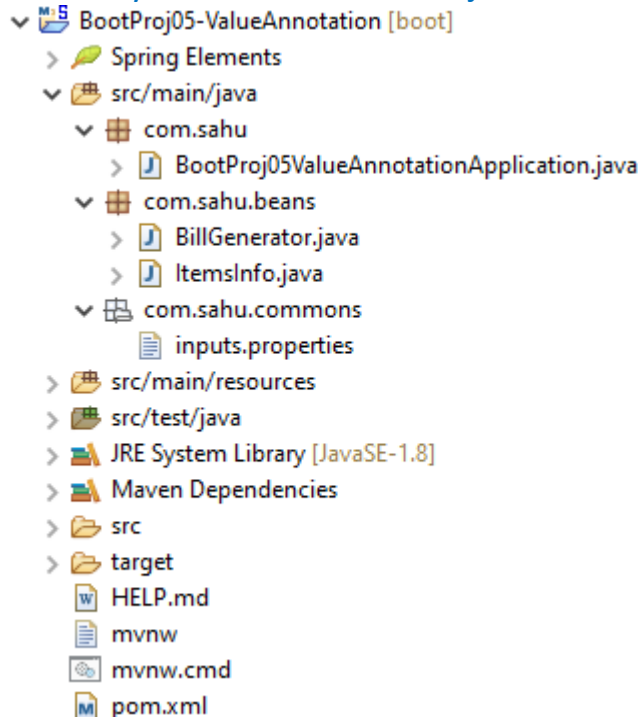 BootProj05-ValueAnnotation [boot]
Spring Elements
src/main/java
com.sahu
BootProj05ValueAnnotationApplication.java
com.sahu.beans
BillGenerator.java
ItemsInfo.java
com.sahu.commons
inputs.properties
src/main/resources
src/test/java
JRE System Library [JavaSE-1.8]
Maven Dependencies
src
target
HELP.md
mvnw
mvnw.cmd
pom.xml